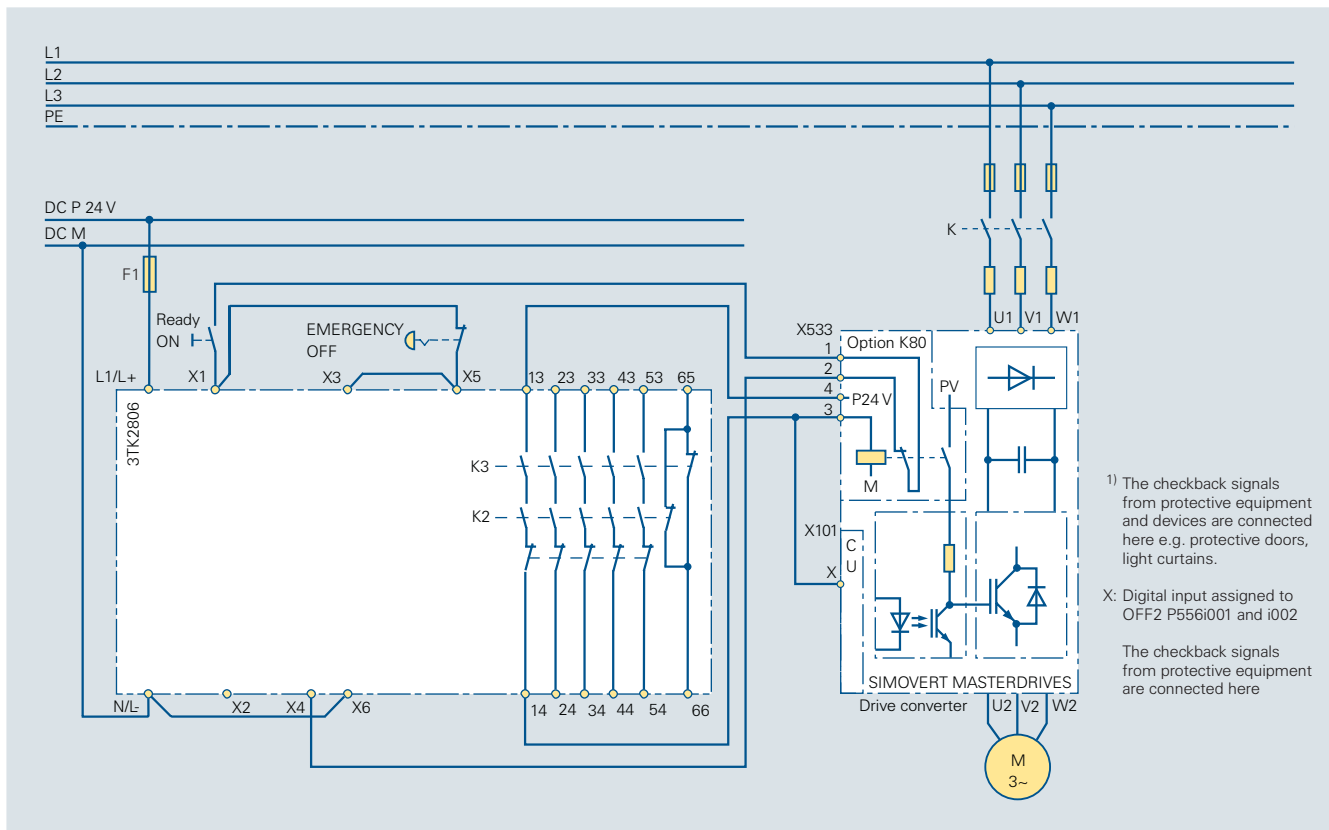 L1
L2
L3
PE
DC P 24 V
DC M
K
F1
Ready
ON
EMERGENCY
OFF
L1/L+
X1
X3
X5
13
23
33
43
53
65
3TK2806
K3
K2
N/L-
X2
X4
X6
14
24
34
44
54
66
U1
V1
W1
X533
1
2
4
3
Option K80
P24 V
PV
M
X101
C
U
X
SIMOVERT MASTERDRIVES
Drive converter
U2
V2
W2
M
3~
1) The checkback signals
from protective equipment
and devices are connected
here e.g. protective doors,
light curtains.
X: Digital input assigned to
OFF2 P556i001 and i002
The checkback signals
from protective equipment
are connected here